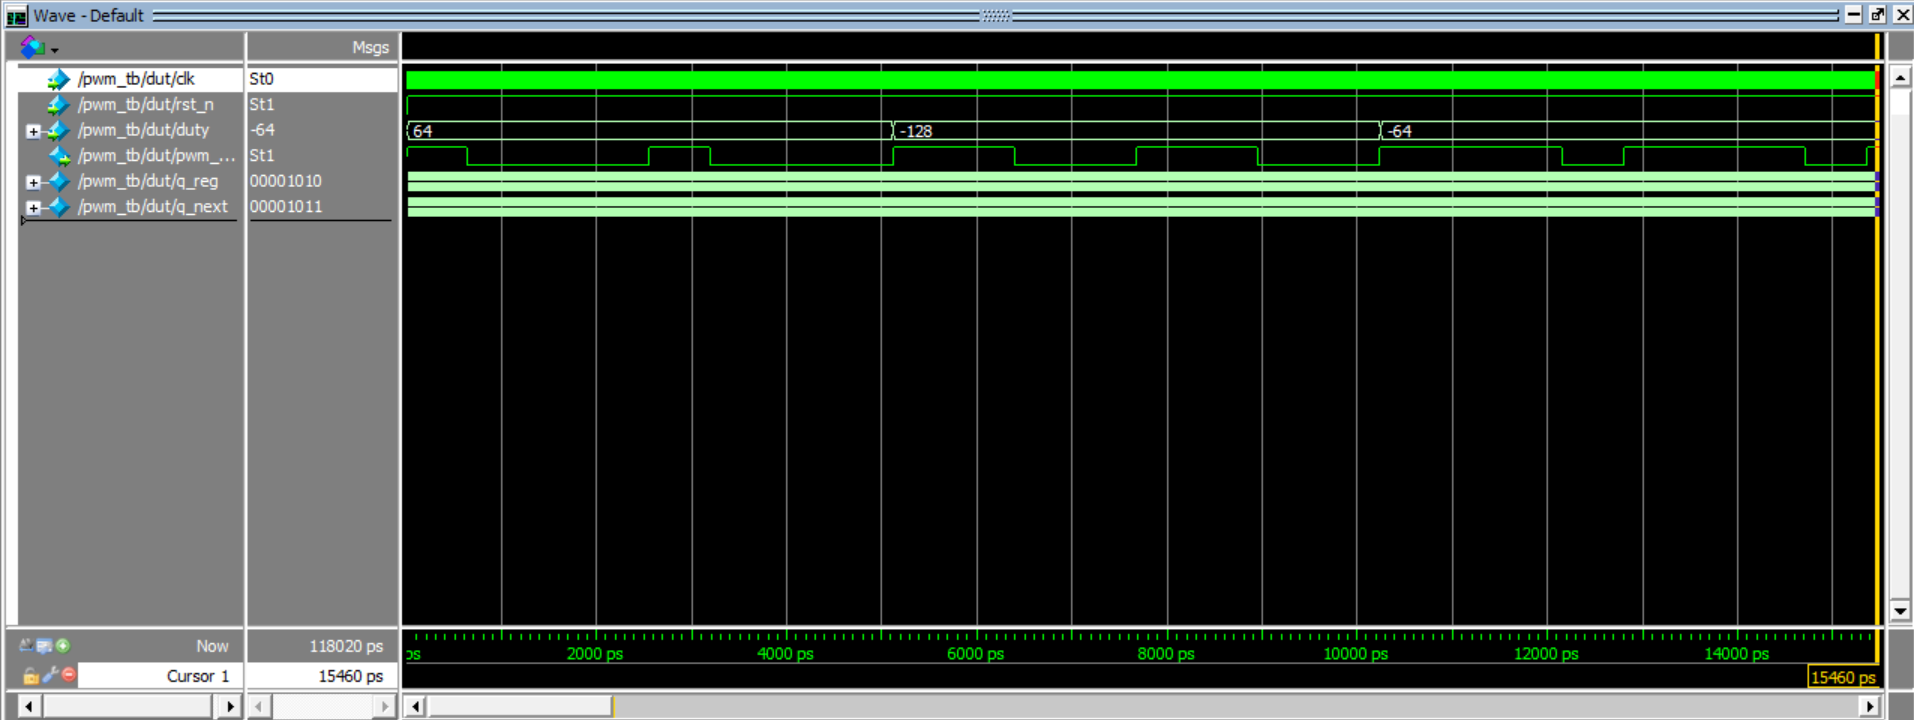 Wave - Default
Msgs
/pwm_tb/dut/clk St0
/pwm_tb/dut/rst_n St1
/pwm_tb/dut/duty -64 64 -128 -64
/pwm_tb/dut/pwm_... St1
/pwm_tb/dut/q_reg 00001010
/pwm_tb/dut/q_next 00001011
Now 118020 ps ps 2000 ps 4000 ps 6000 ps 8000 ps 10000 ps 12000 ps 14000 ps
Cursor 1 15460 ps 15460 ps